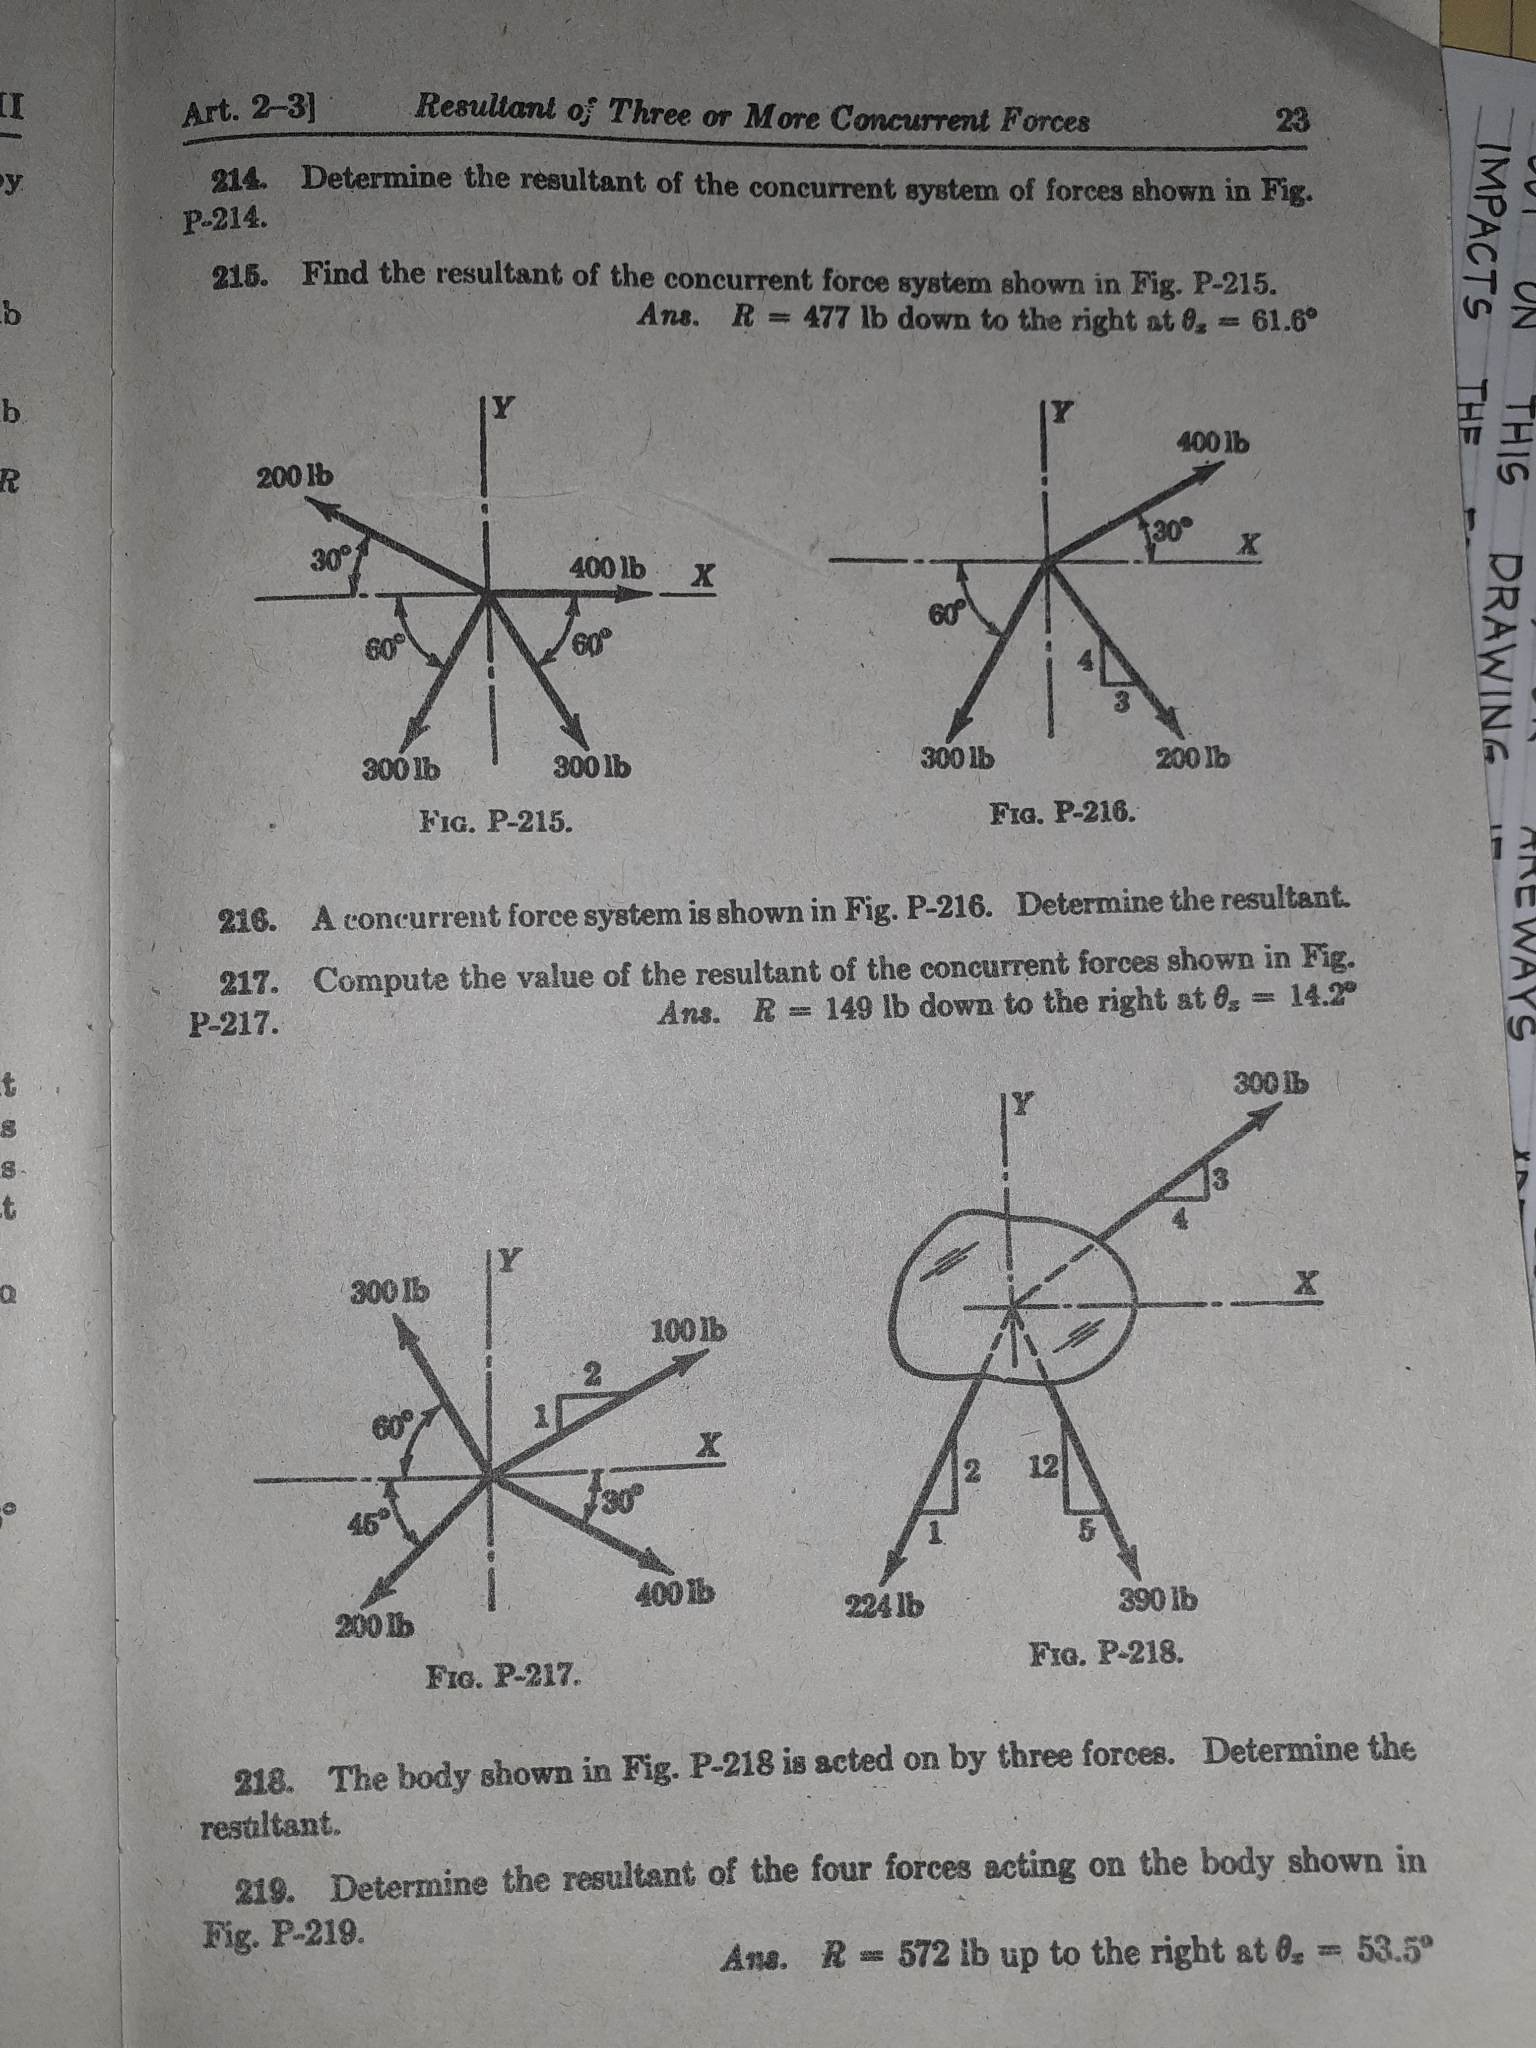 Art. 2-3] Resultant of Three or More Concurrent Forces 23
214. Determine the resultant of the concurrent system of forces shown in Fig.
P-214.
215. Find the resultant of the concurrent force system shown in Fig. P-215.
Ans. R = 477 lb down to the right at θx = 61.6°
Y
200 lb
30°
400 lb X
60°
60°
300 lb
300 lb
FIG. P-215.
Y
400 lb
30°
X
60°
4
3
300 lb
200 lb
FIG. P-216.
216. A concurrent force system is shown in Fig. P-216. Determine the resultant.
217. Compute the value of the resultant of the concurrent forces shown in Fig.
P-217.
Ans. R = 149 lb down to the right at θx = 14.2°
Y
300 lb
100 lb
2
1
60°
X
45°
30°
400 lb
200 lb
FIG. P-217.
300 lb
Y
3
4
X
2
1
12
5
224 lb
390 lb
FIG. P-218.
218. The body shown in Fig. P-218 is acted on by three forces. Determine the
resultant.
219. Determine the resultant of the four forces acting on the body shown in
Fig. P-219.
Ans. R = 572 lb up to the right at θx = 53.5°
II
b
b
R
t
s
s
t
IMPACTS THE
ON THIS DRAWING
AREWAYS